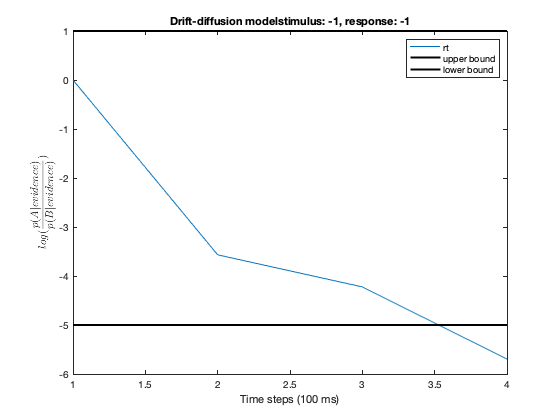 Drift-diffusion modelstimulus: -1, response: -1
rt
upper bound
lower bound
1
0
-1
-2
-3
-4
-5
-6
log(p(A|evidence)/p(B|evidence))
1 1.5 2 2.5 3 3.5 4
Time steps (100 ms)